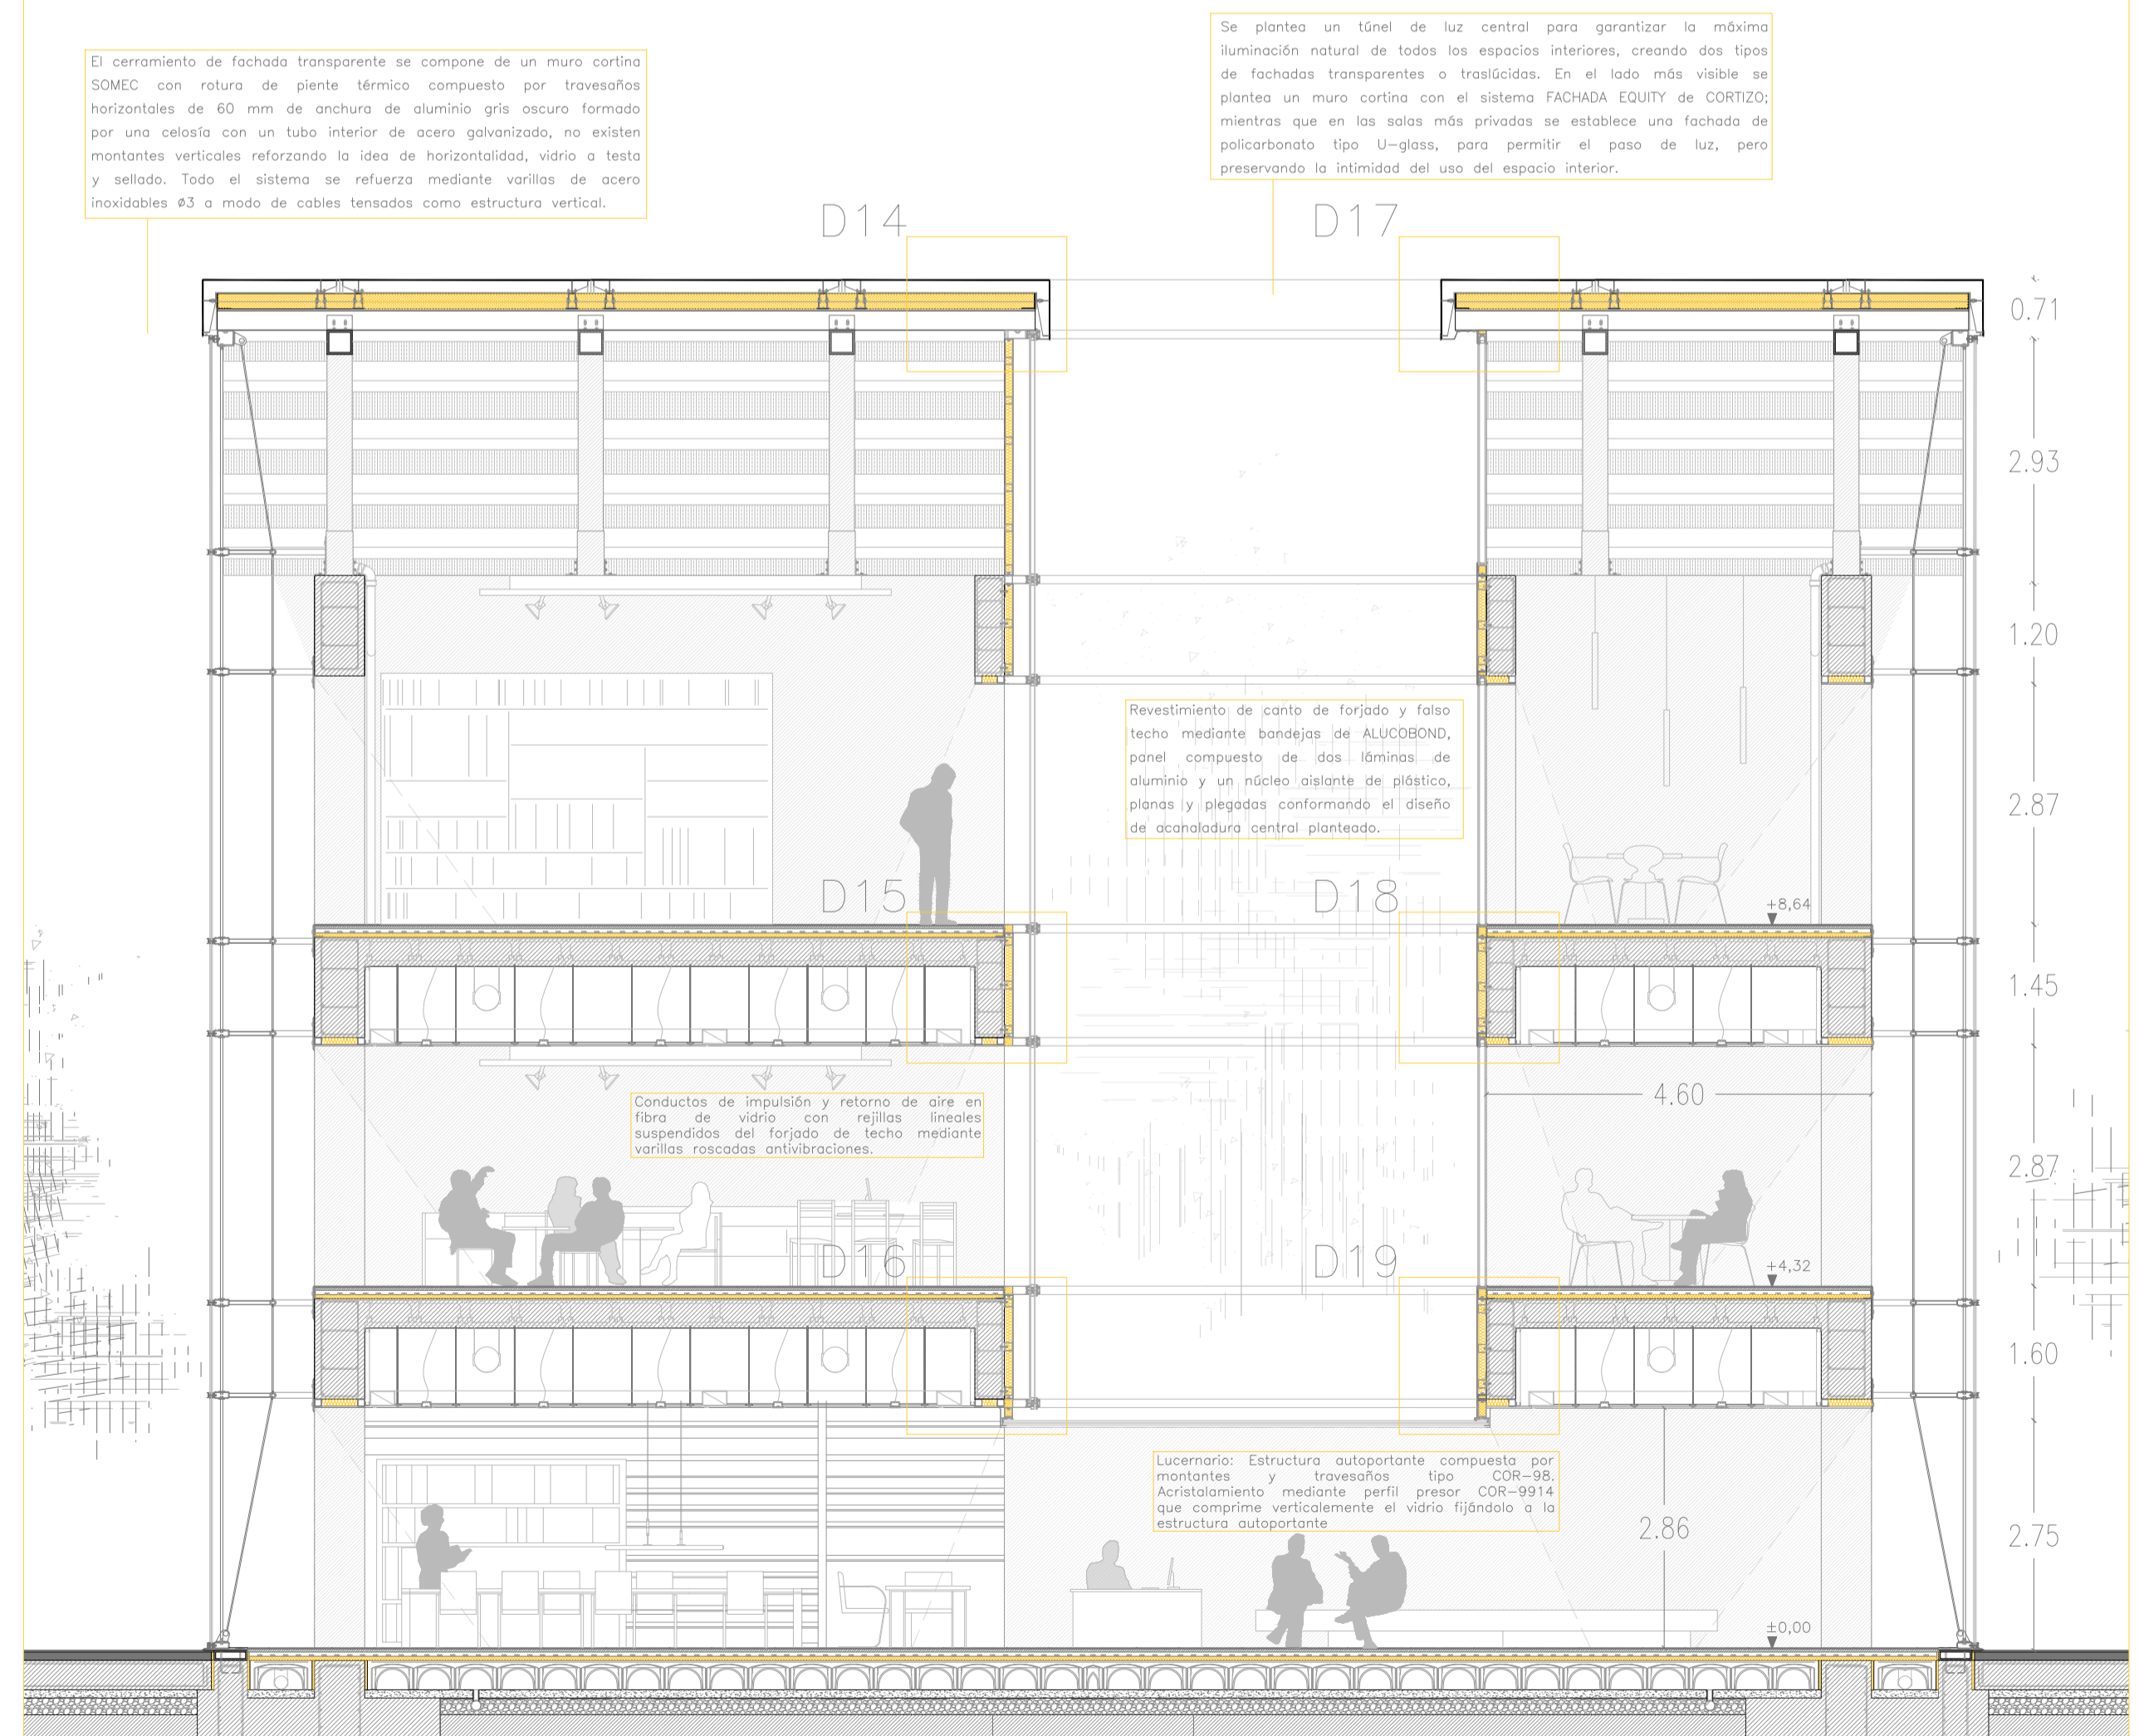 El cerramiento de fachada transparente se compone de un muro cortina
SOMEC con rotura de piente térmico compuesto por travesaños
horizontales de 60 mm de anchura de aluminio gris oscuro formado
por una celosía con un tubo interior de acero galvanizado, no existen
montantes verticales reforzando la idea de horizontalidad, vidrio a testa
y sellado. Todo el sistema se refuerza mediante varillas de acero
inoxidables ø3 a modo de cables tensados como estructura vertical.
Se plantea un túnel de luz central para garantizar la máxima
iluminación natural de todos los espacios interiores, creando dos tipos
de fachadas transparentes o traslúcidas. En el lado más visible se
plantea un muro cortina con el sistema FACHADA EQUITY de CORTIZO;
mientras que en las salas más privadas se establece una fachada de
policarbonato tipo U-glass, para permitir el paso de luz, pero
preservando la intimidad del uso del espacio interior.
D14
D17
0.71
2.93
1.20
Revestimiento de canto de forjado y falso
techo mediante bandejas de ALUCOBOND,
panel compuesto de dos láminas de
aluminio y un núcleo aislante de plástico,
planas y plegadas conformando el diseño
de acanaladura central planteado.
2.87
D15
D18
+8,64
1.45
4.60
Conductos de impulsión y retorno de aire en
fibra de vidrio con rejillas lineales
suspendidos del forjado de techo mediante
varillas roscadas antivibraciones.
2.87
D16
D19
+4,32
1.60
Lucernario: Estructura autoportante compuesta por
montantes y travesaños tipo COR-98.
Acristalamiento mediante perfil presor COR-9914
que comprime verticalemente el vidrio fijándolo a la
estructura autoportante
2.86
2.75
±0,00